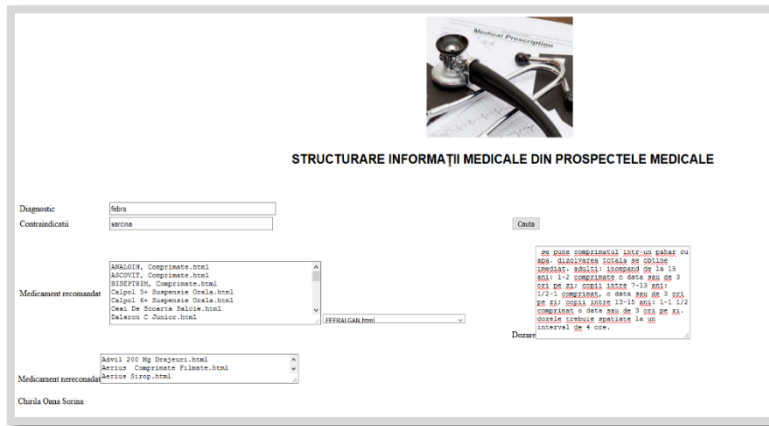 Medical Prescription
STRUCTURARE INFORMAȚII MEDICALE DIN PROSPECTELE MEDICALE
Diagnostic
febra
Contraindicatii
sarcina
Cauta
Medicament recomandat
ANALGIN, Comprimate.html
ASCOVIT, Comprimate.html
BISEPTRIM, Comprimate.html
Calpol 3+ Suspensie Orala.html
Calpol 6+ Suspensie Orala.html
Ceai De Scoarta Salcie.html
Daleron C Junior.html
EFERALGAN.html
Dozare
se pune comprimatul intr-un pahar cu
apa. dizolvarea totala se obtine
imediat. adulti: incepand de la 15
ani: 1-2 comprimate o data sau de 3
ori pe zi; copii intre 7-13 ani:
1/2-1 comprimat, o data sau de 3 ori
pe zi; copii intre 13-15 ani: 1-1 1/2
comprimat o data sau de 3 ori pe zi.
dozele trebuie spatiate la un
interval de 4 ore.
Medicament nereconadat
Advil 200 Mg Drajeuri.html
Aerius Comprimate Filmate.html
Aerius Sirop.html
Chirila Oana Sorina